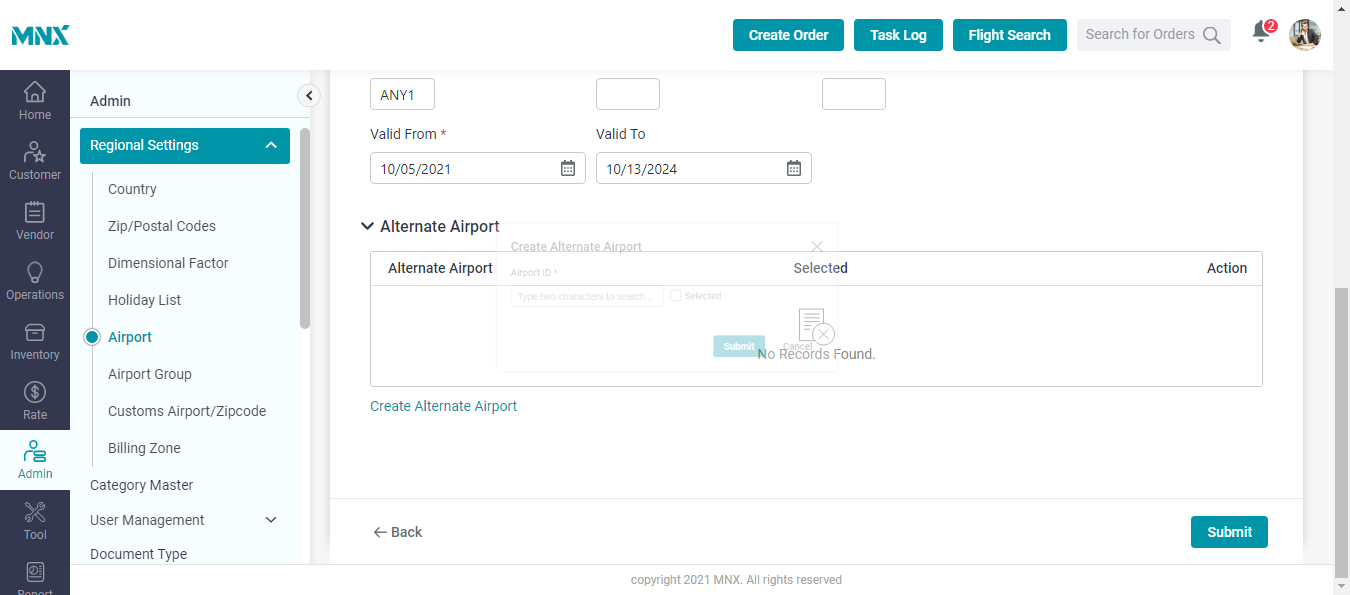 MNX
Create Order
Task Log
Flight Search
Search for Orders
2
Home
Customer
Vendor
Operations
Inventory
Rate
Admin
Tool
Report
Admin
Regional Settings
Country
Zip/Postal Codes
Dimensional Factor
Holiday List
Airport
Airport Group
Customs Airport/Zipcode
Billing Zone
Category Master
User Management
Document Type
ANY1
Valid From *
Valid To
10/05/2021
10/13/2024
Alternate Airport
Alternate Airport
Selected
Action
Create Alternate Airport
Airport ID *
Type two characters to search...
Selected
Submit
Cancel
No Records Found.
Create Alternate Airport
Back
Submit
copyright 2021 MNX. All rights reserved